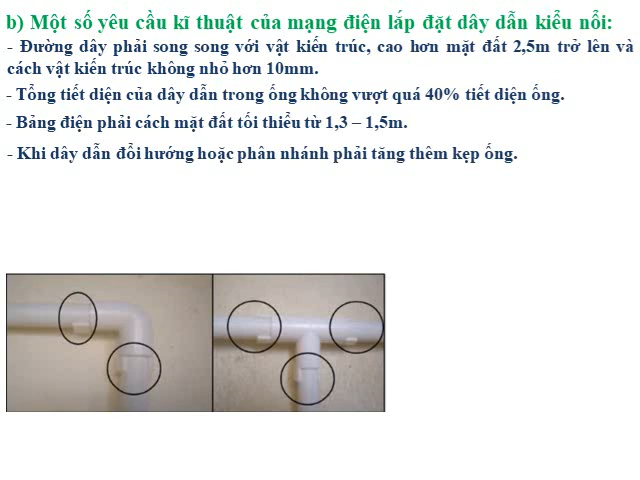 b) Một số yêu cầu kĩ thuật của mạng điện lắp đặt dây dẫn kiểu nổi:
- Đường dây phải song song với vật kiến trúc, cao hơn mặt đất 2,5m trở lên và
cách vật kiến trúc không nhỏ hơn 10mm.
- Tổng tiết diện của dây dẫn trong ống không vượt quá 40% tiết diện ống.
- Bảng điện phải cách mặt đất tối thiểu từ 1,3 – 1,5m.
- Khi dây dẫn đổi hướng hoặc phân nhánh phải tăng thêm kẹp ống.